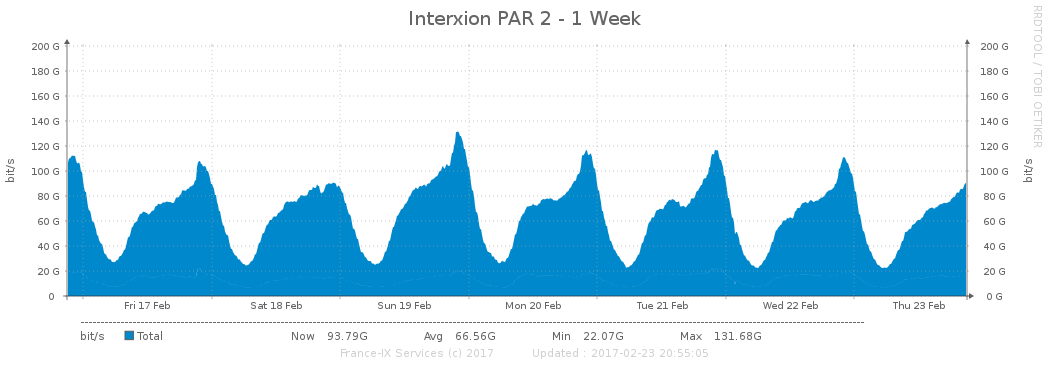 Interxion PAR 2 - 1 Week
RRDTOOL / TOBI OETIKER
200 G 200 G
180 G 180 G
160 G 160 G
140 G 140 G
120 G 120 G
100 G 100 G
80 G 80 G
60 G 60 G
40 G 40 G
20 G 20 G
0 0 G
bit/s bit/s
Fri 17 Feb Sat 18 Feb Sun 19 Feb Mon 20 Feb Tue 21 Feb Wed 22 Feb Thu 23 Feb
bit/s Total Now 93.79G Avg 66.56G Min 22.07G Max 131.68G
France-IX Services (c) 2017 Updated : 2017-02-23 20:55:05